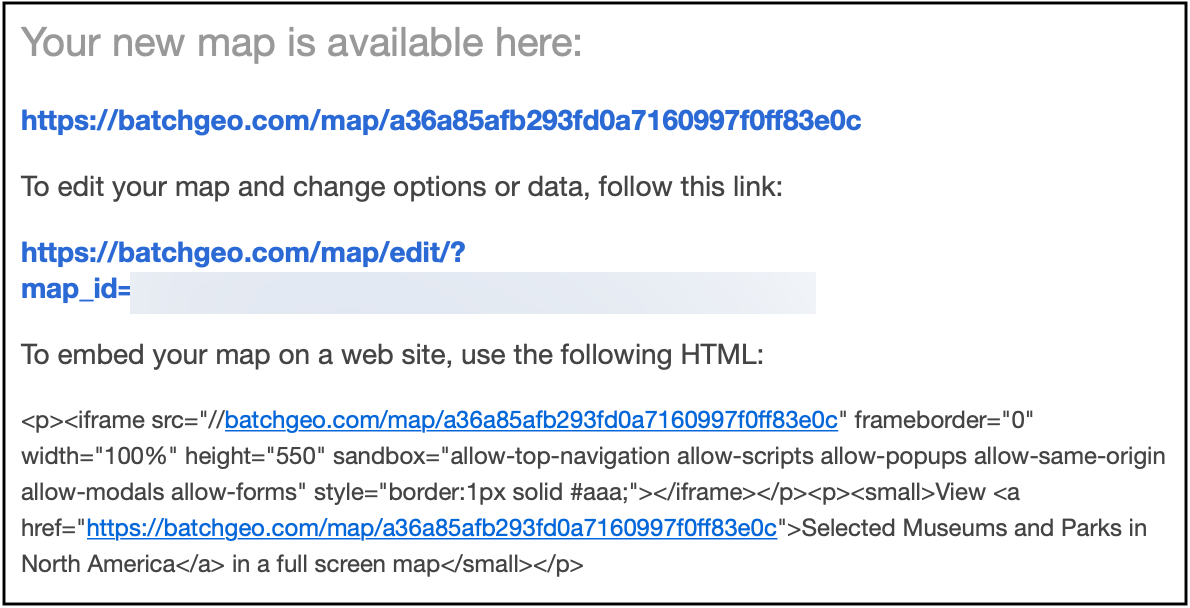 Your new map is available here:
https://batchgeo.com/map/a36a85afb293fd0a7160997f0ff83e0c
To edit your map and change options or data, follow this link:
https://batchgeo.com/map/edit/?
map_id=
To embed your map on a web site, use the following HTML:
<p><iframe src="//batchgeo.com/map/a36a85afb293fd0a7160997f0ff83e0c" frameborder="0"
width="100%" height="550" sandbox="allow-top-navigation allow-scripts allow-popups allow-same-origin
allow-modals allow-forms" style="border:1px solid #aaa;"></iframe></p><p><small>View <a
href="https://batchgeo.com/map/a36a85afb293fd0a7160997f0ff83e0c">Selected Museums and Parks in
North America</a> in a full screen map</small></p>